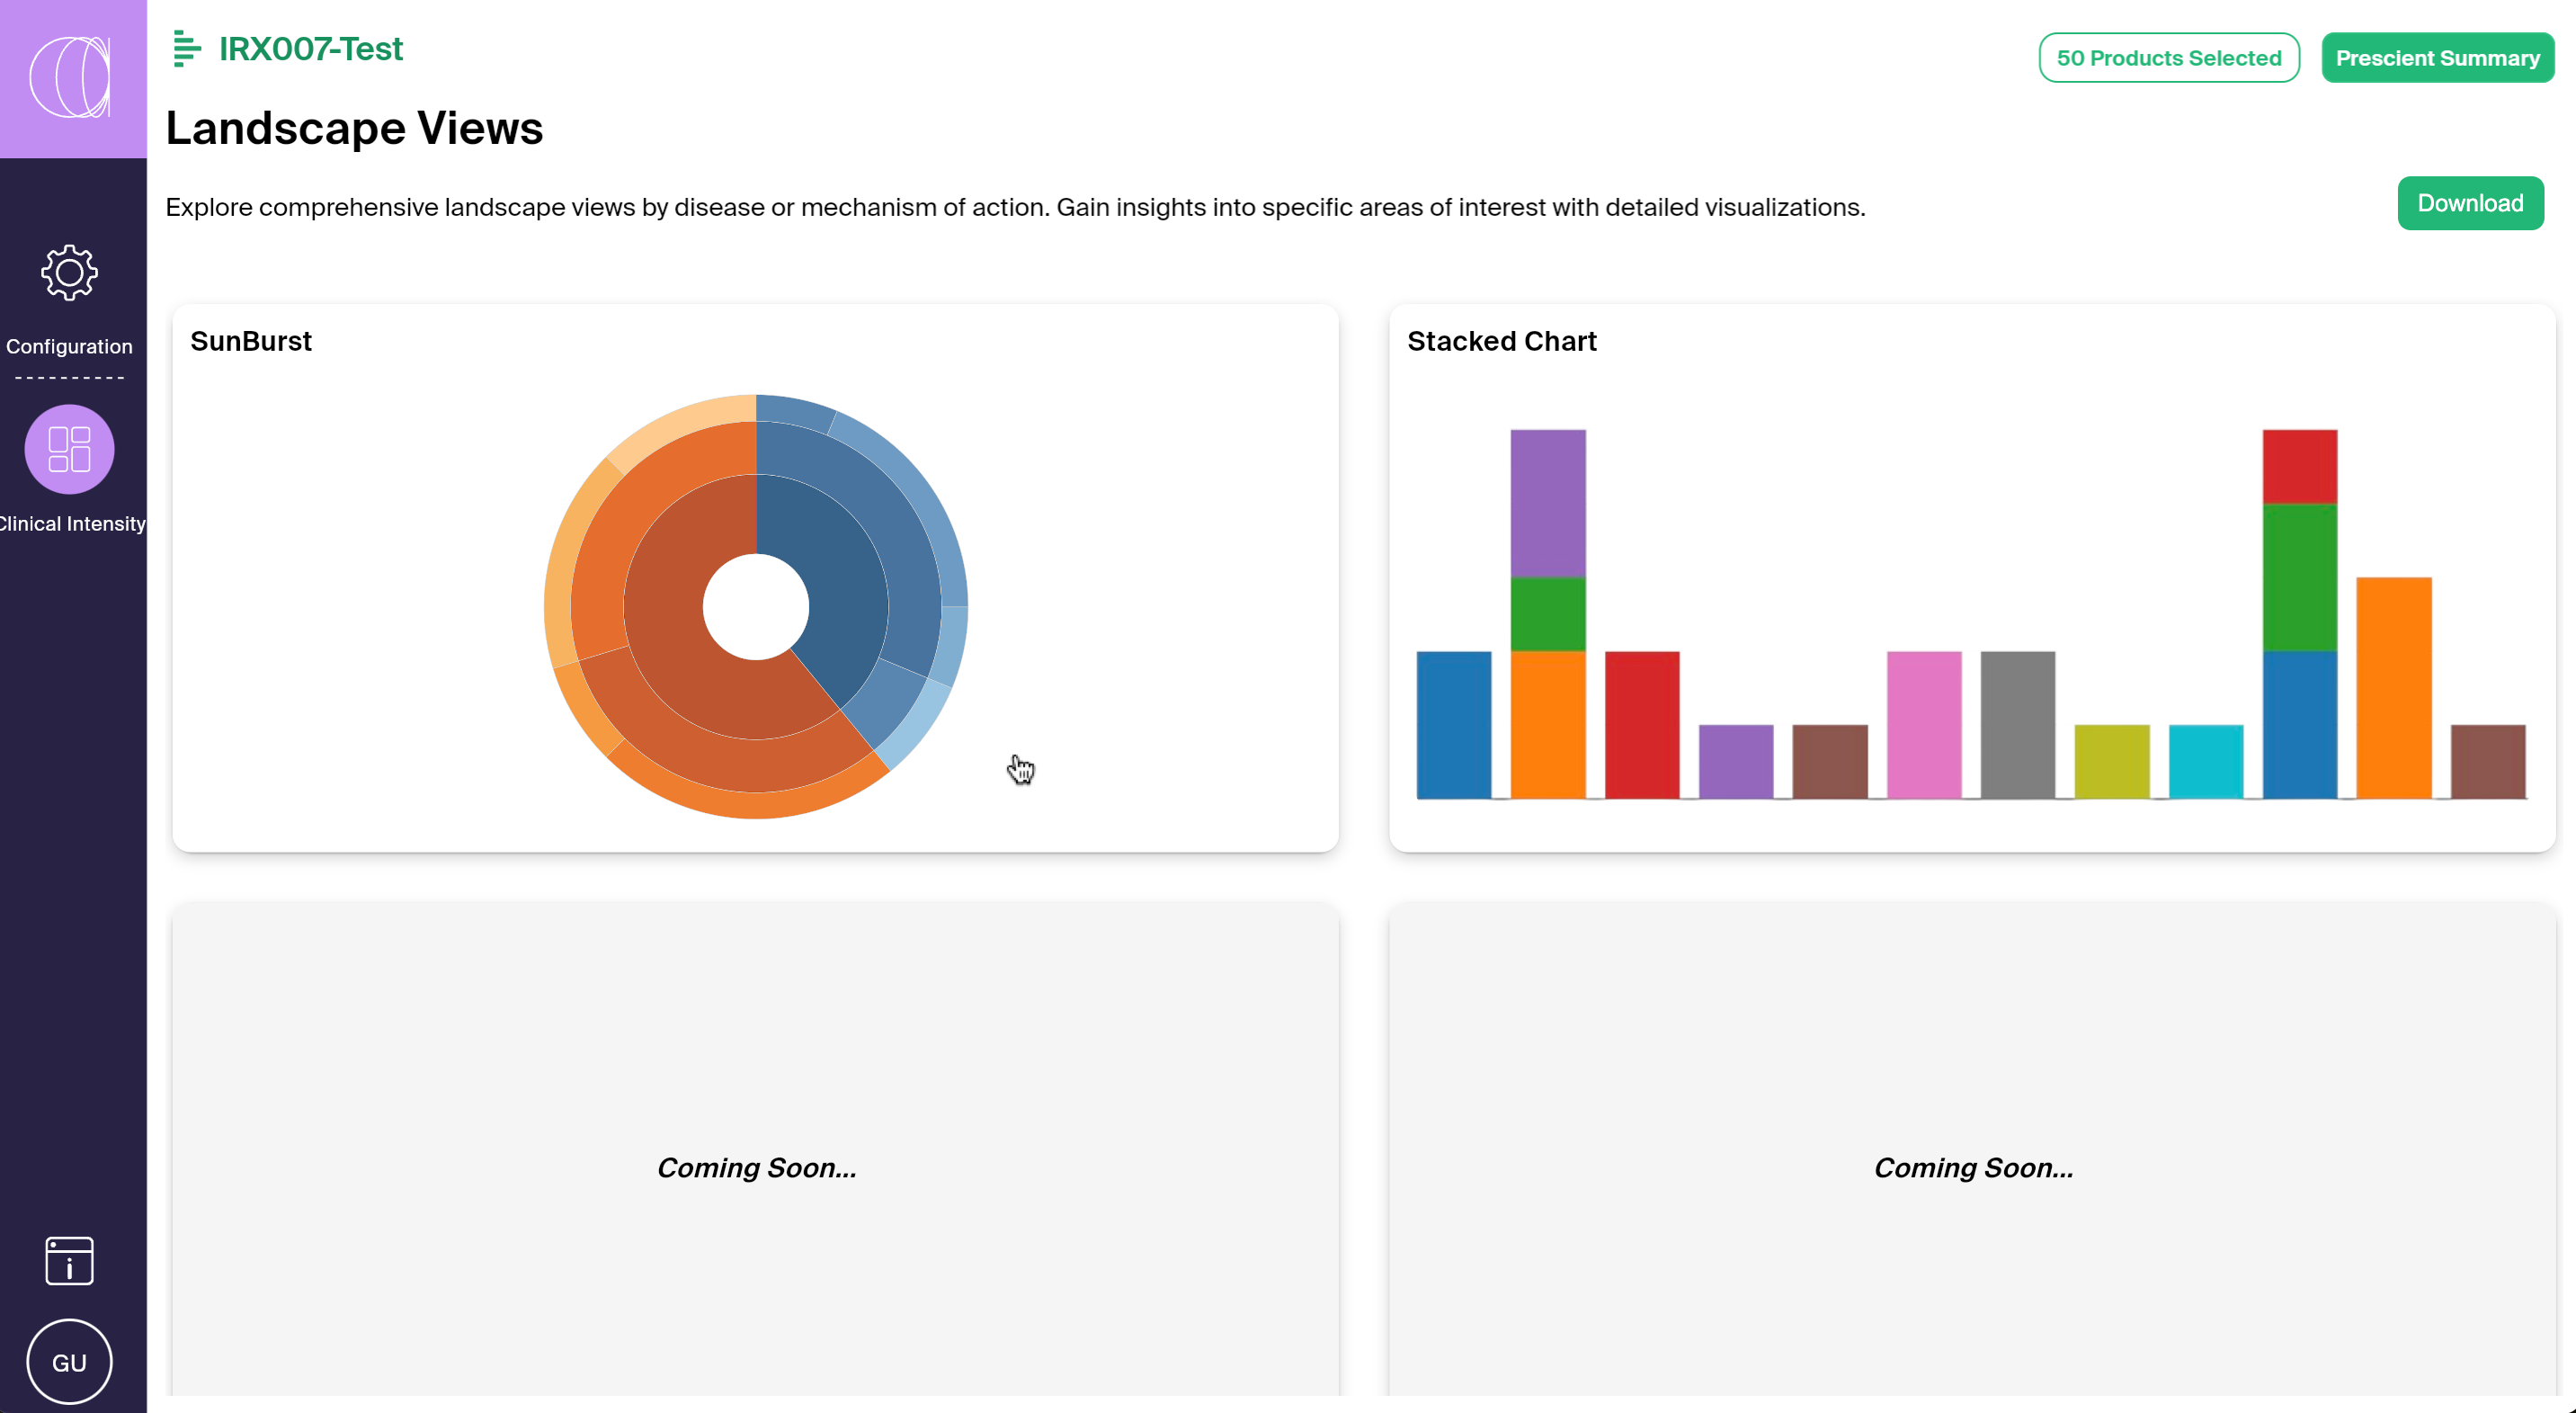 IRX007-Test
50 Products Selected
Prescient Summary
Landscape Views
Explore comprehensive landscape views by disease or mechanism of action. Gain insights into specific areas of interest with detailed visualizations.
Download
Configuration
Clinical Intensity
SunBurst
Stacked Chart
Coming Soon...
Coming Soon...
GU